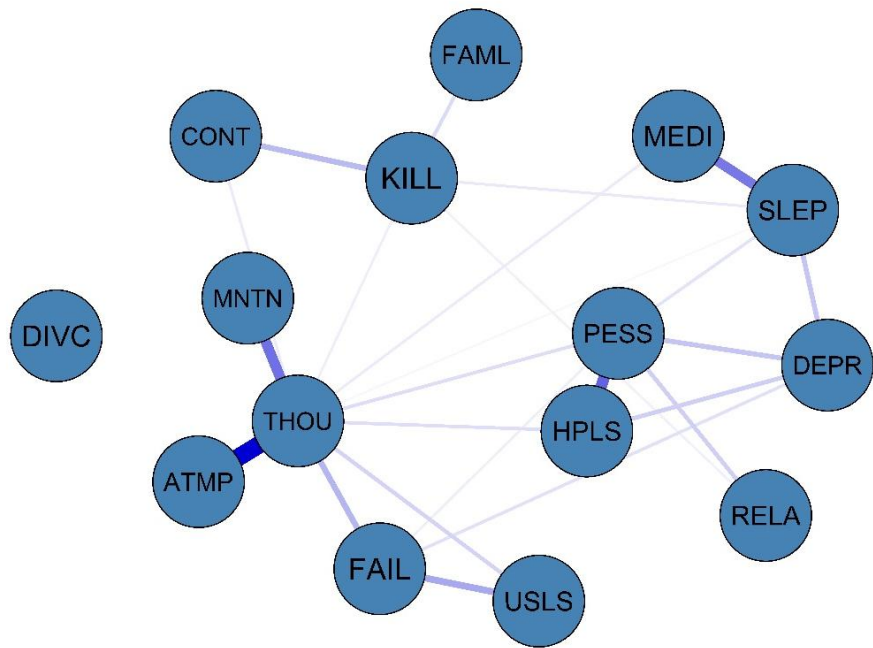 FAML
CONT
MEDI
KILL
SLEP
MNTN
DIVC
PESS
DEPR
THOU
HPLS
ATMP
RELA
FAIL
USLS